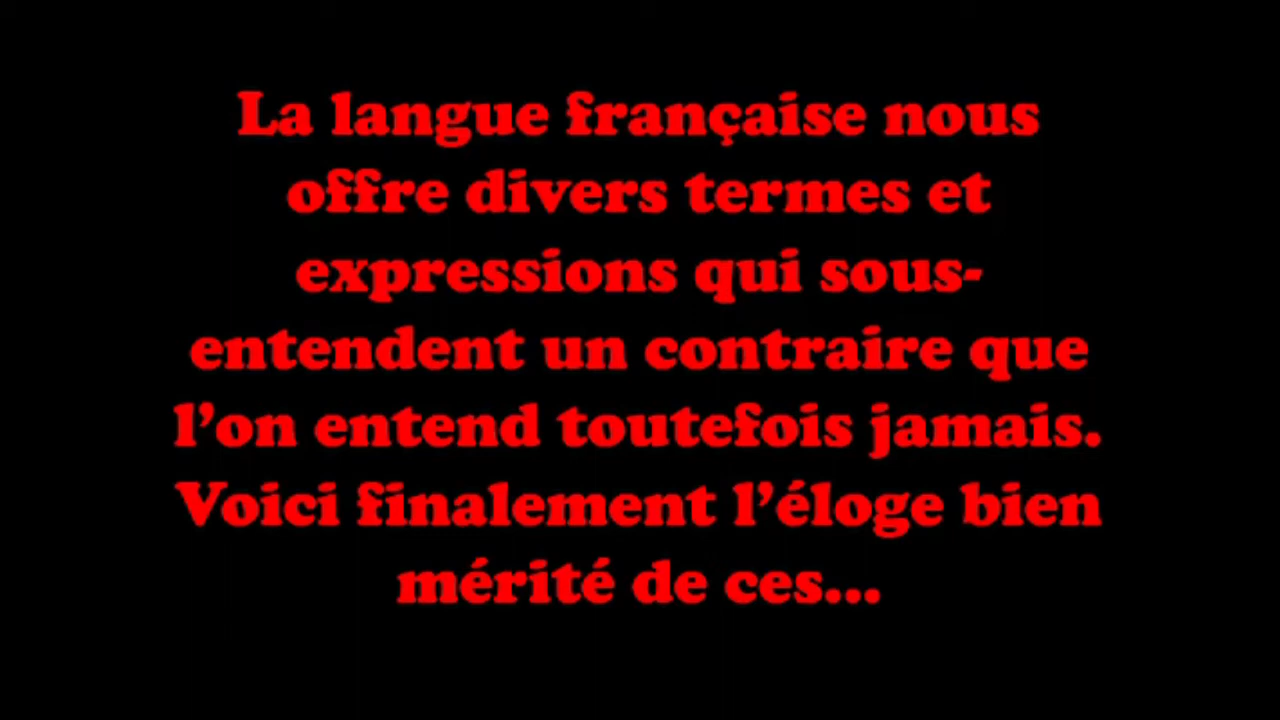 La langue française nous
offre divers termes et
expressions qui sous-
entendent un contraire que
l’on entend toutefois jamais.
Voici finalement l’éloge bien
mérité de ces...